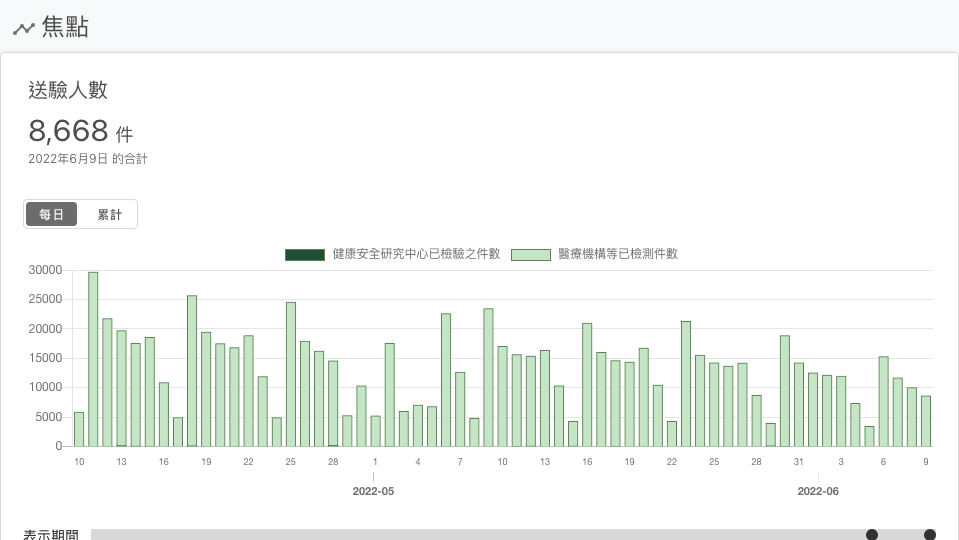 焦點
送驗人數
8,668 件
2022年6月9日 的合計
每日 累計
健康安全研究中心已檢驗之件數 醫療機構等已檢測件數
30000
25000
20000
15000
10000
5000
0
10 13 16 19 22 25 28 1 4 7 10 13 16 19 22 25 28 31 3 6 9
2022-05 2022-06
表示期間